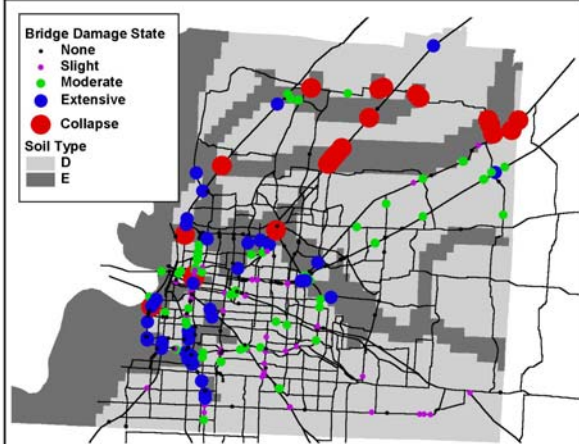 Bridge Damage State
None
Slight
Moderate
Extensive
Collapse
Soil Type
D
E